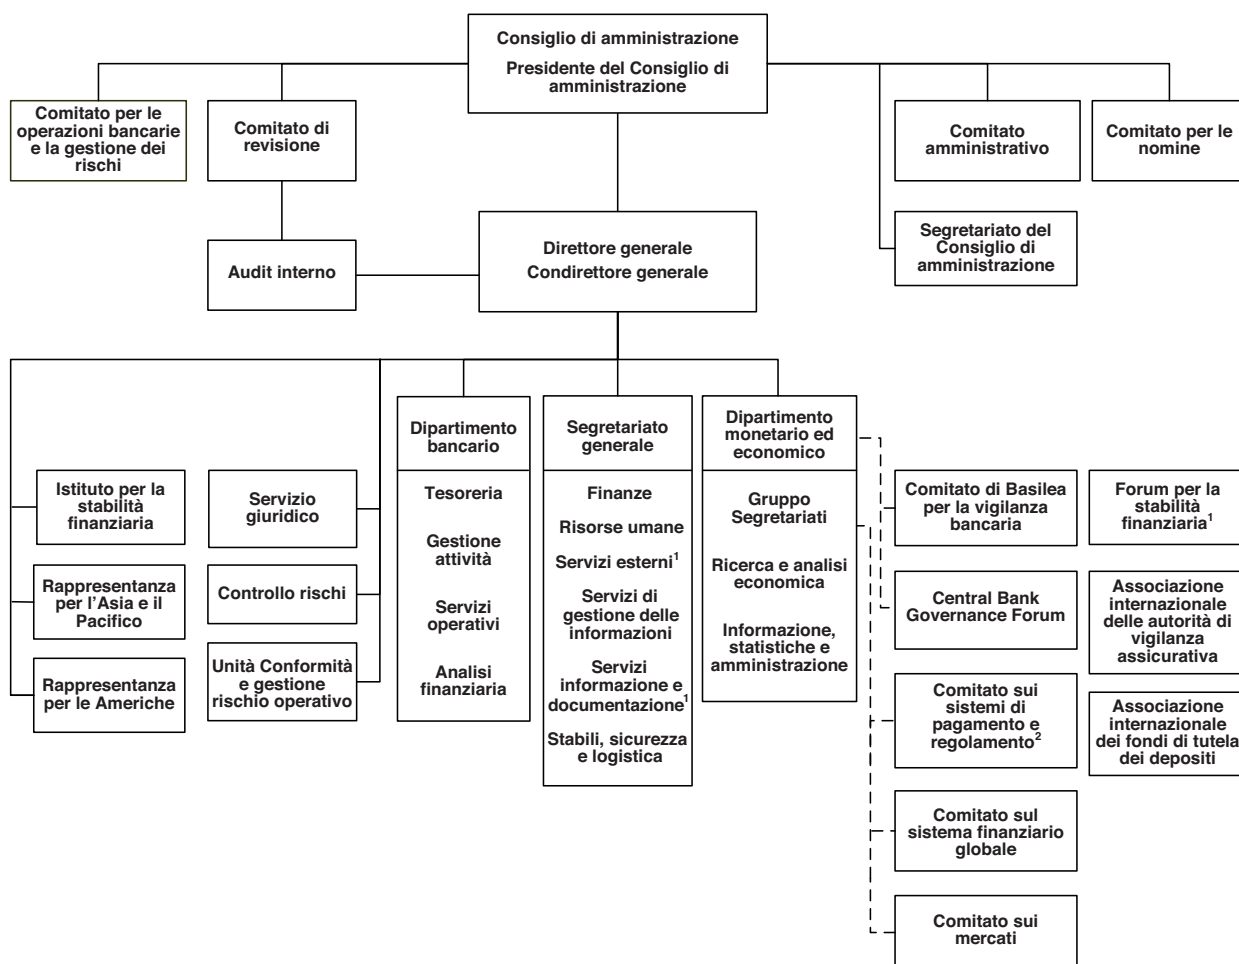 Consiglio di amministrazione
Presidente del Consiglio di
amministrazione
Comitato per le
operazioni bancarie
e la gestione dei
rischi
Comitato di
revisione
Comitato
amministrativo
Comitato per le
nomine
Segretariato del
Consiglio di
amministrazione
Audit interno
Direttore generale
Condirettore generale
Dipartimento
bancario
Tesoreria
Gestione
attività
Servizi
operativi
Analisi
finanziaria
Segretariato
generale
Finanze
Risorse umane
Servizi esterni¹
Servizi di
gestione delle
informazioni
Servizi
informazione e
documentazione¹
Stabili, sicurezza
e logistica
Dipartimento
monetario ed
economico
Gruppo
Segretariati
Ricerca e analisi
economica
Informazione,
statistiche e
amministrazione
Istituto per la
stabilità
finanziaria
Rappresentanza
per l'Asia e il
Pacifico
Rappresentanza
per le Americhe
Servizio
giuridico
Controllo rischi
Unità Conformità
e gestione
rischio operativo
Comitato di Basilea
per la vigilanza
bancaria
Central Bank
Governance Forum
Comitato sui
sistemi di
pagamento e
regolamento²
Comitato sul
sistema finanziario
globale
Comitato sui
mercati
Forum per la
stabilità
finanziaria¹
Associazione
internazionale
delle autorità di
vigilanza
assicurativa
Associazione
internazionale
dei fondi di tutela
dei depositi